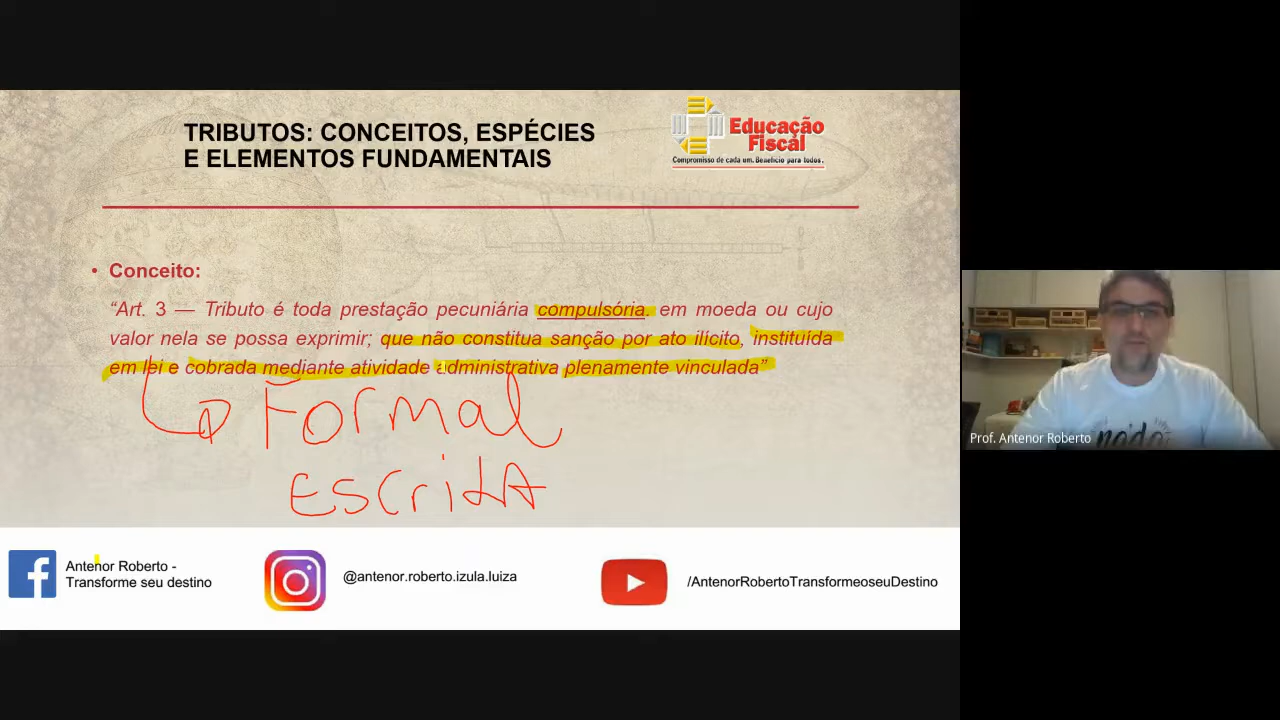 TRIBUTOS: CONCEITOS, ESPÉCIES
E ELEMENTOS FUNDAMENTAIS
Educação
Fiscal
Compromisso de cada um. Benefício para todos.
• Conceito:
“Art. 3 — Tributo é toda prestação pecuniária compulsória. em moeda ou cujo
valor nela se possa exprimir; que não constitua sanção por ato ilícito, instituída
em lei e cobrada mediante atividade administrativa plenamente vinculada”
Formal
Escrita
Antenor Roberto -
Transforme seu destino
@antenor.roberto.izula.luiza
/AntenorRobertoTransformeoseuDestino
Prof. Antenor Roberto